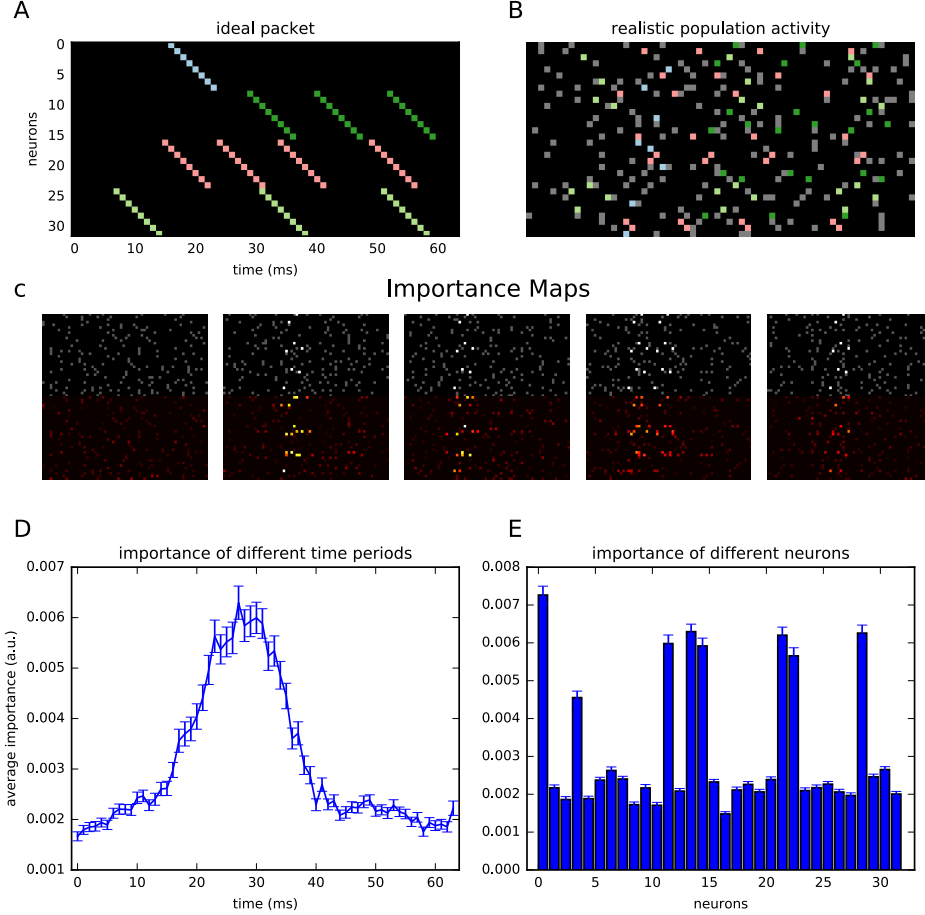 A
B
ideal packet
realistic population activity
neurons
0
5
10
15
20
25
30
0 10 20 30 40 50 60
time (ms)
c
Importance Maps
D
E
importance of different time periods
importance of different neurons
average importance (a.u.)
0.007
0.006
0.005
0.004
0.003
0.002
0.001
0 10 20 30 40 50 60
time (ms)
0.008
0.007
0.006
0.005
0.004
0.003
0.002
0.001
0.000
0 5 10 15 20 25 30
neurons